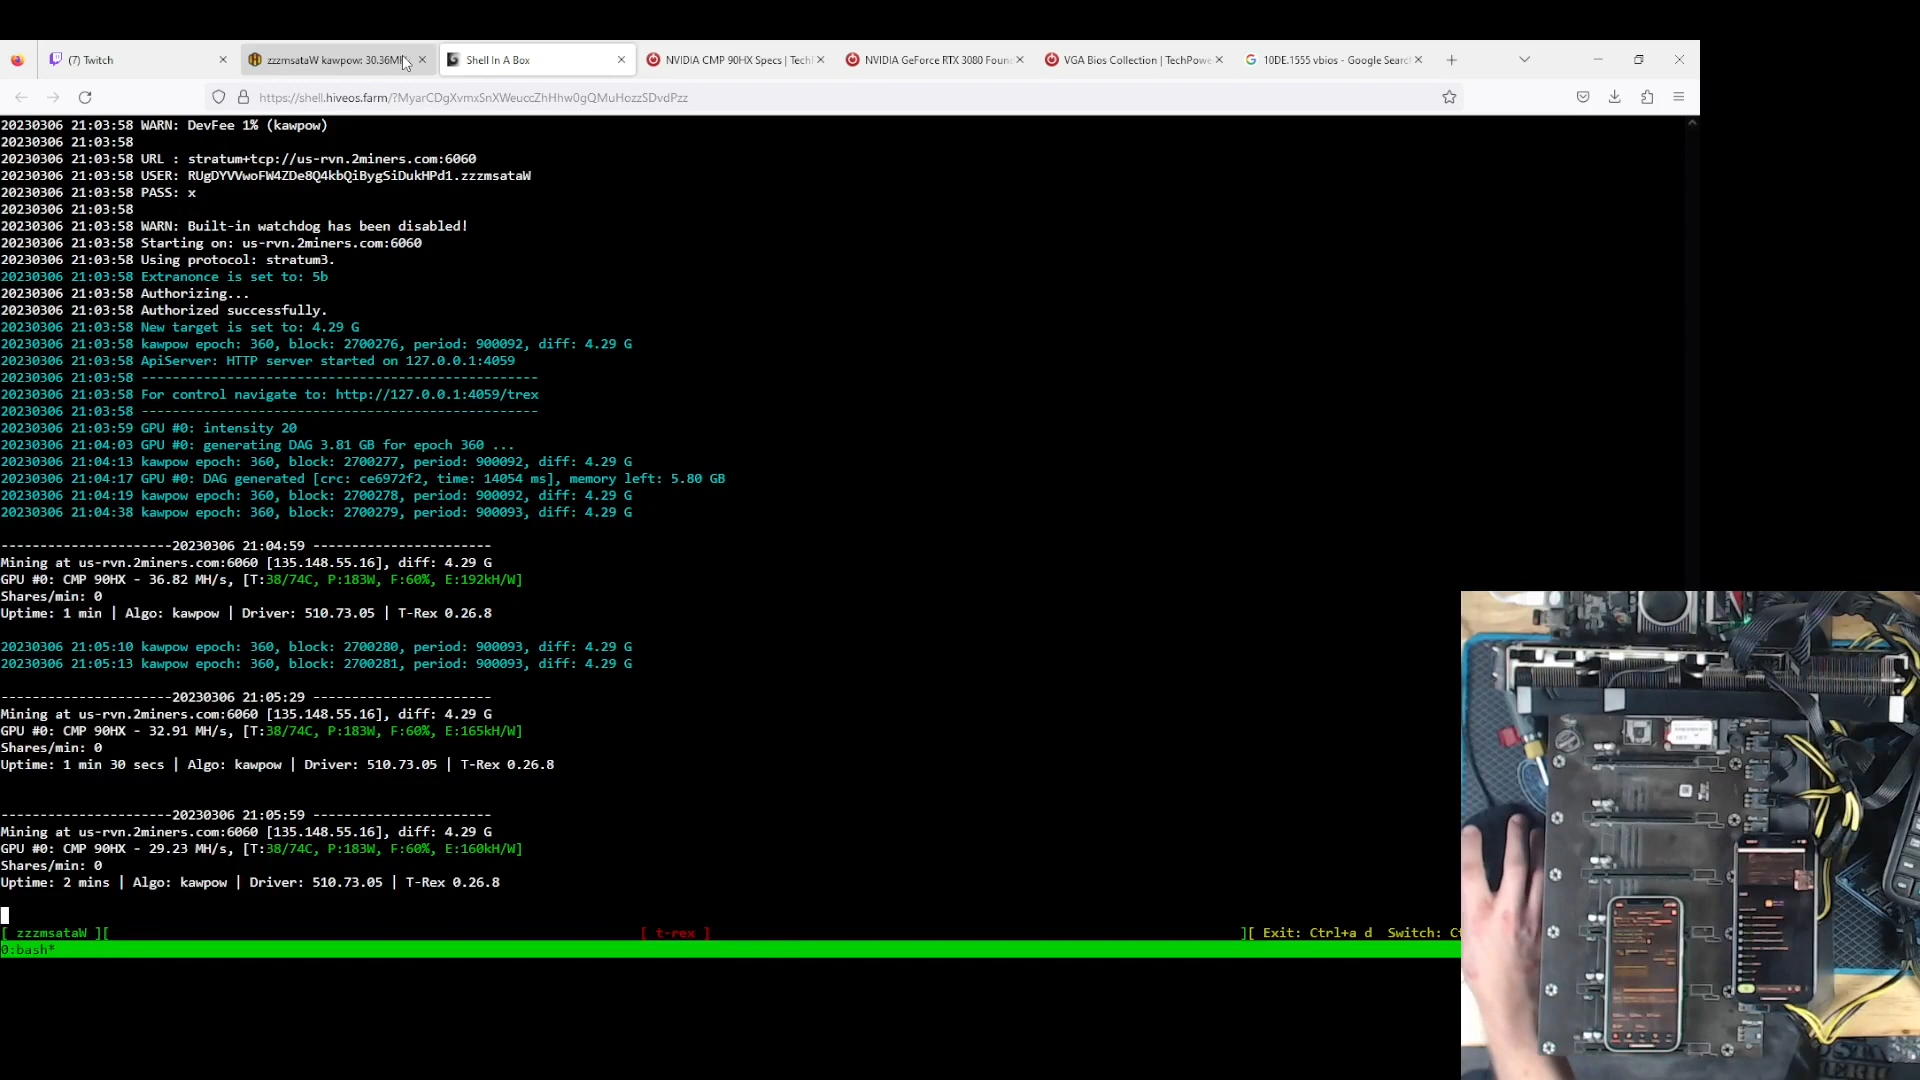 (7) Twitch
zzzmsataW kawpow: 30.36M
Shell In A Box
NVIDIA CMP 90HX Specs | Tech
NVIDIA GeForce RTX 3080 Foun
VGA Bios Collection | TechPowe
10DE.1555 vbios - Google Searc
https://shell.hiveos.farm/?MyarCDgXvmxSnXWeuccZhHhw0gQMuHozzSDvdPzz
20230306 21:03:58 WARN: DevFee 1% (kawpow)
20230306 21:03:58
20230306 21:03:58 URL : stratum+tcp://us-rvn.2miners.com:6060
20230306 21:03:58 USER: RUgDYVVwoFW4ZDe8Q4kbQiBygSiDukHPd1.zzzmsataW
20230306 21:03:58 PASS: x
20230306 21:03:58
20230306 21:03:58 WARN: Built-in watchdog has been disabled!
20230306 21:03:58 Starting on: us-rvn.2miners.com:6060
20230306 21:03:58 Using protocol: stratum3.
20230306 21:03:58 Extranonce is set to: 5b
20230306 21:03:58 Authorizing...
20230306 21:03:58 Authorized successfully.
20230306 21:03:58 New target is set to: 4.29 G
20230306 21:03:58 kawpow epoch: 360, block: 2700276, period: 900092, diff: 4.29 G
20230306 21:03:58 ApiServer: HTTP server started on 127.0.0.1:4059
20230306 21:03:58 ---------------------------------------------------
20230306 21:03:58 For control navigate to: http://127.0.0.1:4059/trex
20230306 21:03:58 ---------------------------------------------------
20230306 21:03:59 GPU #0: intensity 20
20230306 21:04:03 GPU #0: generating DAG 3.81 GB for epoch 360 ...
20230306 21:04:13 kawpow epoch: 360, block: 2700277, period: 900092, diff: 4.29 G
20230306 21:04:17 GPU #0: DAG generated [crc: ce6972f2, time: 14054 ms], memory left: 5.80 GB
20230306 21:04:19 kawpow epoch: 360, block: 2700278, period: 900092, diff: 4.29 G
20230306 21:04:38 kawpow epoch: 360, block: 2700279, period: 900093, diff: 4.29 G
----------------------20230306 21:04:59 -----------------------
Mining at us-rvn.2miners.com:6060 [135.148.55.16], diff: 4.29 G
GPU #0: CMP 90HX - 36.82 MH/s, [T:38/74C, P:183W, F:60%, E:192kH/W]
Shares/min: 0
Uptime: 1 min | Algo: kawpow | Driver: 510.73.05 | T-Rex 0.26.8
20230306 21:05:10 kawpow epoch: 360, block: 2700280, period: 900093, diff: 4.29 G
20230306 21:05:13 kawpow epoch: 360, block: 2700281, period: 900093, diff: 4.29 G
----------------------20230306 21:05:29 -----------------------
Mining at us-rvn.2miners.com:6060 [135.148.55.16], diff: 4.29 G
GPU #0: CMP 90HX - 32.91 MH/s, [T:38/74C, P:183W, F:60%, E:165kH/W]
Shares/min: 0
Uptime: 1 min 30 secs | Algo: kawpow | Driver: 510.73.05 | T-Rex 0.26.8
----------------------20230306 21:05:59 -----------------------
Mining at us-rvn.2miners.com:6060 [135.148.55.16], diff: 4.29 G
GPU #0: CMP 90HX - 29.23 MH/s, [T:38/74C, P:183W, F:60%, E:160kH/W]
Shares/min: 0
Uptime: 2 mins | Algo: kawpow | Driver: 510.73.05 | T-Rex 0.26.8
[ zzzmsataW ][ [ t-rex ] ][ Exit: Ctrl+a d Switch: Ct
0:bash*